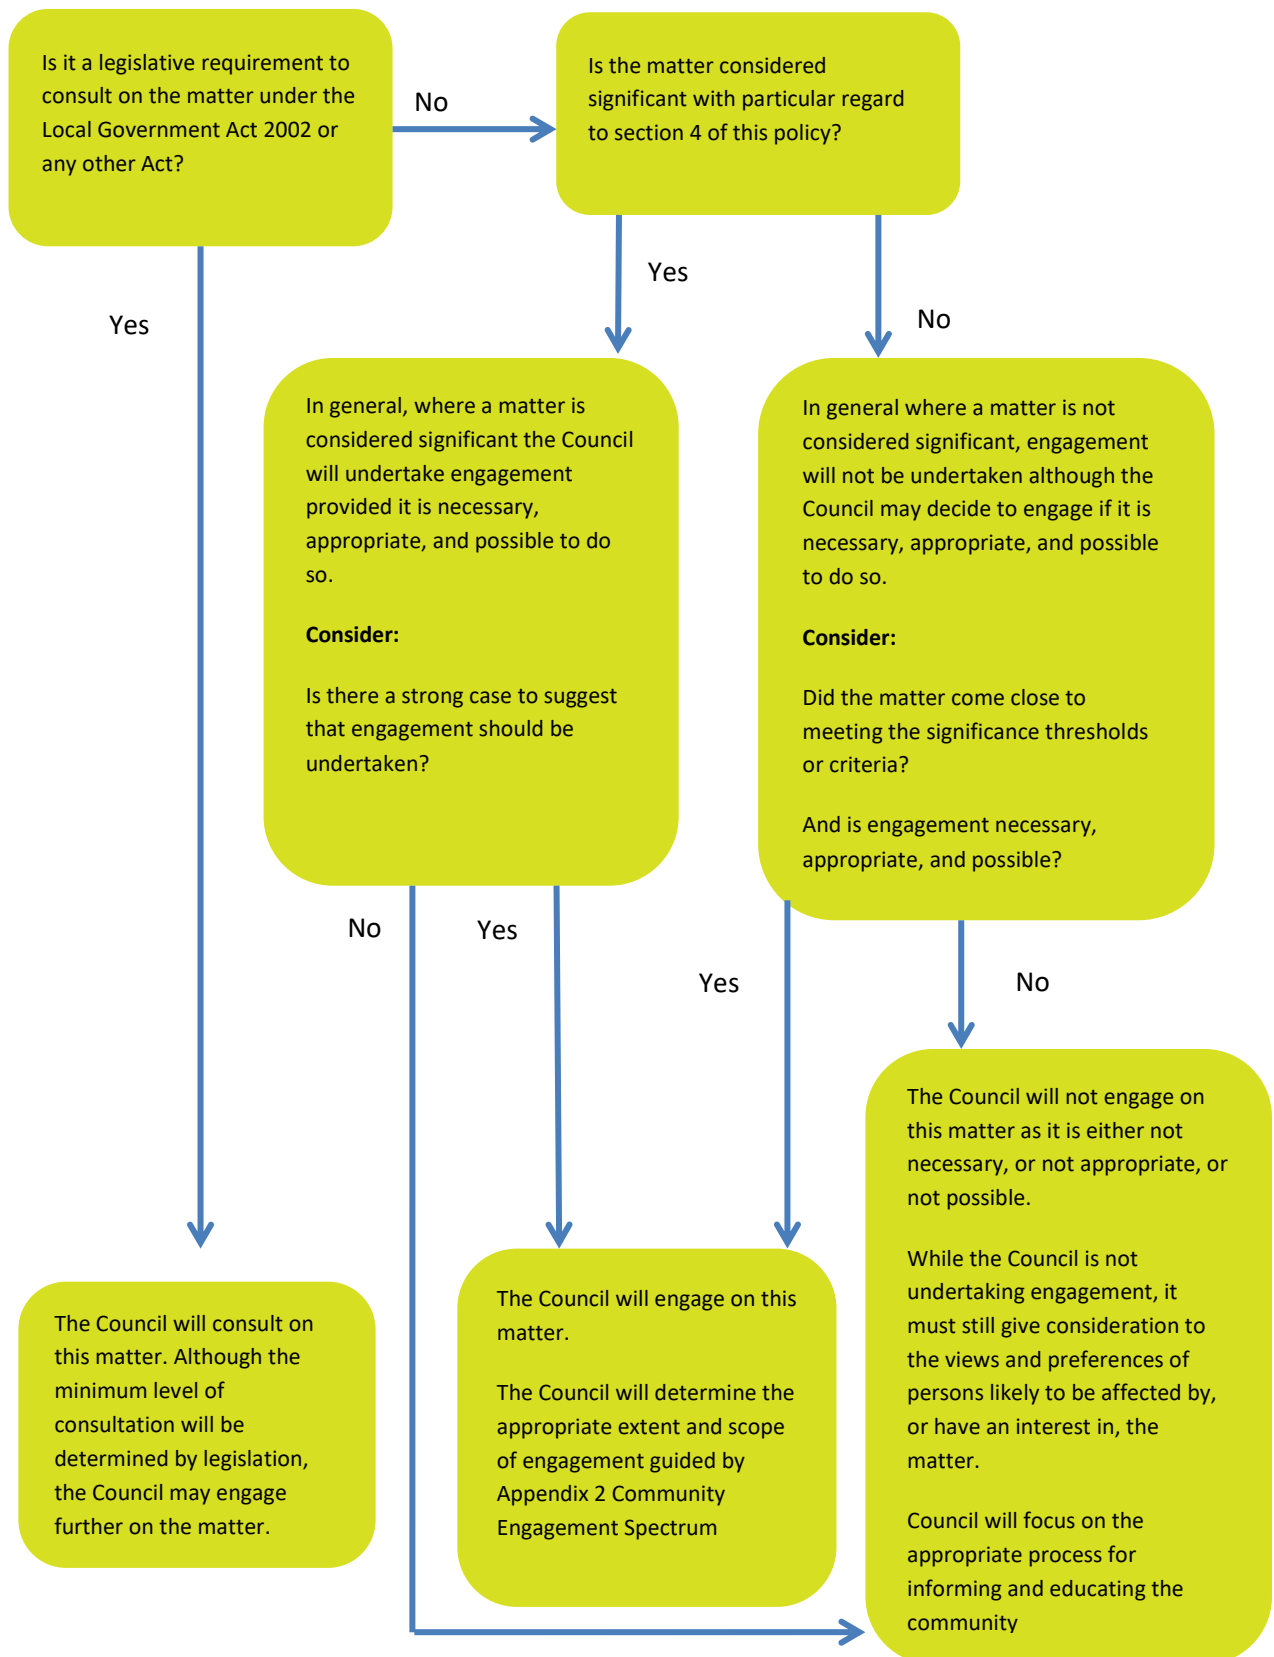 Is it a legislative requirement to
consult on the matter under the
Local Government Act 2002 or
any other Act?
No
Is the matter considered
significant with particular regard
to section 4 of this policy?
Yes
Yes
No
In general, where a matter is
considered significant the Council
will undertake engagement
provided it is necessary,
appropriate, and possible to do
so.
Consider:
Is there a strong case to suggest
that engagement should be
undertaken?
In general where a matter is not
considered significant, engagement
will not be undertaken although the
Council may decide to engage if it is
necessary, appropriate, and possible
to do so.
Consider:
Did the matter come close to
meeting the significance thresholds
or criteria?
And is engagement necessary,
appropriate, and possible?
No
Yes
Yes
No
The Council will consult on
this matter. Although the
minimum level of
consultation will be
determined by legislation,
the Council may engage
further on the matter.
The Council will engage on this
matter.
The Council will determine the
appropriate extent and scope
of engagement guided by
Appendix 2 Community
Engagement Spectrum
The Council will not engage on
this matter as it is either not
necessary, or not appropriate, or
not possible.
While the Council is not
undertaking engagement, it
must still give consideration to
the views and preferences of
persons likely to be affected by,
or have an interest in, the
matter.
Council will focus on the
appropriate process for
informing and educating the
community